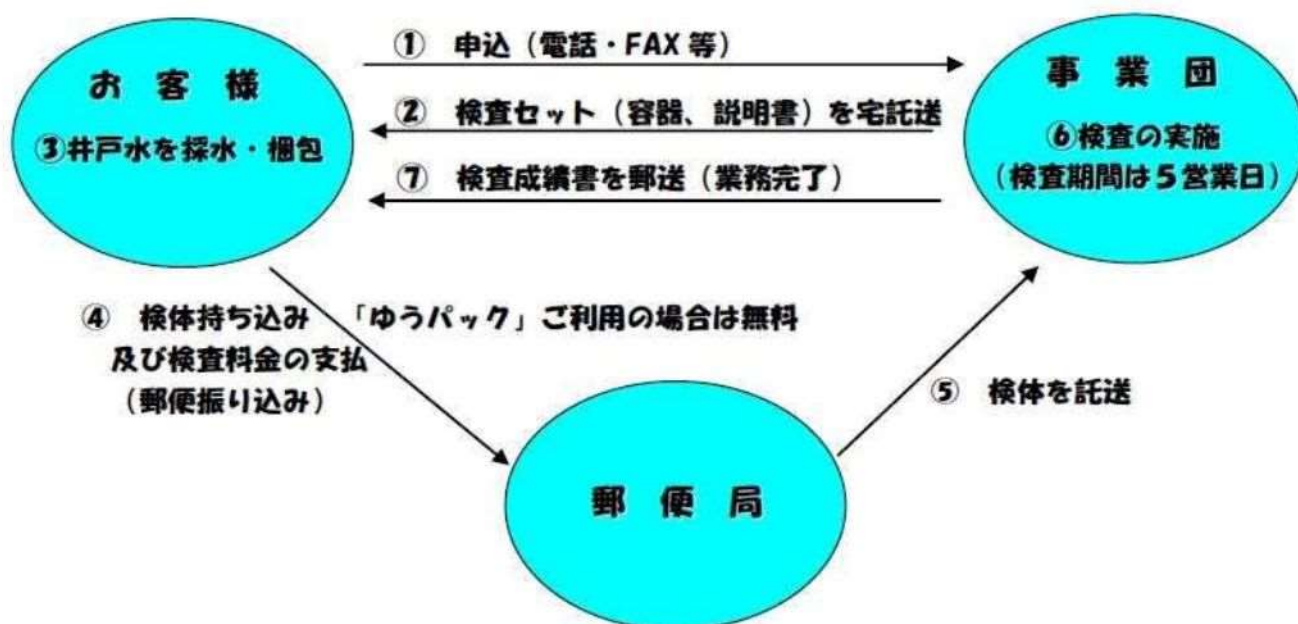 ① 申込（電話・FAX 等）
お 客 様
事 業 団
② 検査セット（容器、説明書）を宅託送
③井戸水を採水・梱包
⑥検査の実施
（検査期間は５営業日）
⑦ 検査成績書を郵送（業務完了）
④ 検体持ち込み 「ゆうパック」ご利用の場合は無料
及び検査料金の支払
（郵便振り込み）
⑤ 検体を託送
郵 便 局